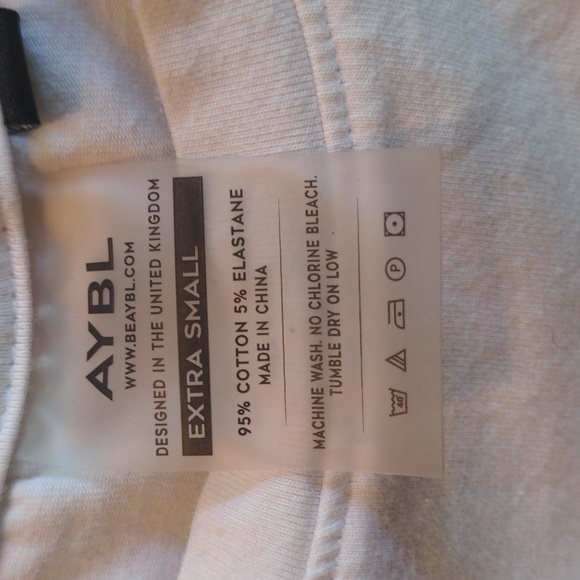 AYBL
WWW.BEAYBL.COM
DESIGNED IN THE UNITED KINGDOM
EXTRA SMALL
95% COTTON 5% ELASTANE
MADE IN CHINA
MACHINE WASH. NO CHLORINE BLEACH.
TUMBLE DRY ON LOW
40 P